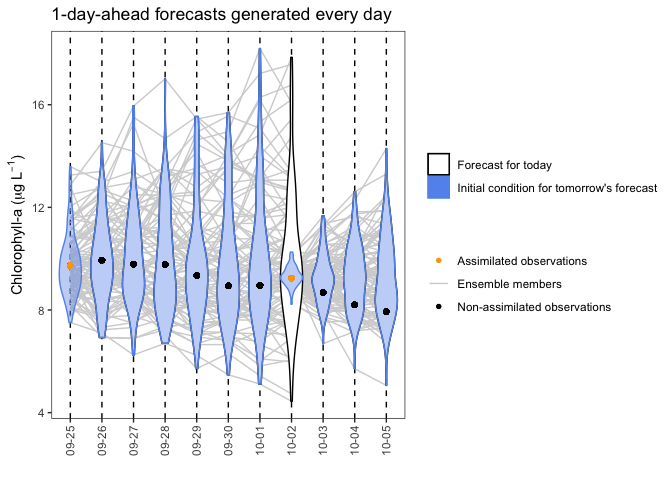 1-day-ahead forecasts generated every day
Chlorophyll-a (μg L⁻¹)
16
12
8
4
09-25
09-26
09-27
09-28
09-29
09-30
10-01
10-02
10-03
10-04
10-05
Forecast for today
Initial condition for tomorrow's forecast
Assimilated observations
Ensemble members
Non-assimilated observations